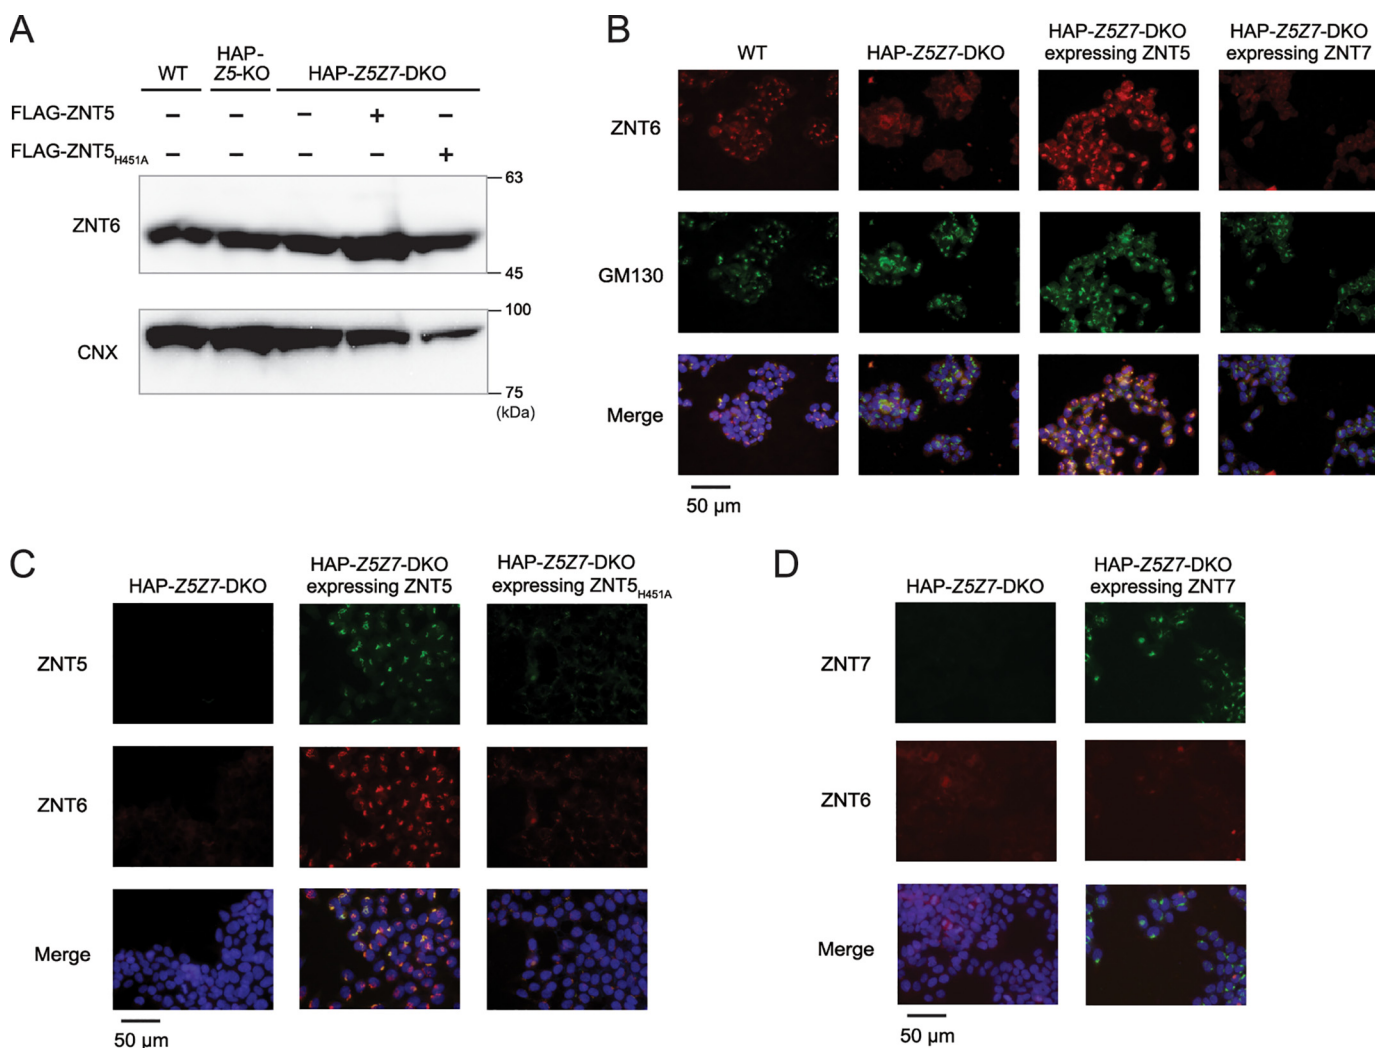 A
WT
HAP-
Z5-KO
HAP-Z5Z7-DKO
FLAG-ZNT5
– – – + –
FLAG-ZNT5H451A
– – – – +
ZNT6
63
45
CNX
100
75
(kDa)
B
WT
HAP-Z5Z7-DKO
HAP-Z5Z7-DKO
expressing ZNT5
HAP-Z5Z7-DKO
expressing ZNT7
ZNT6
GM130
Merge
50 µm
C
HAP-Z5Z7-DKO
HAP-Z5Z7-DKO
expressing ZNT5
HAP-Z5Z7-DKO
expressing ZNT5H451A
ZNT5
ZNT6
Merge
50 µm
D
HAP-Z5Z7-DKO
HAP-Z5Z7-DKO
expressing ZNT7
ZNT7
ZNT6
Merge
50 µm